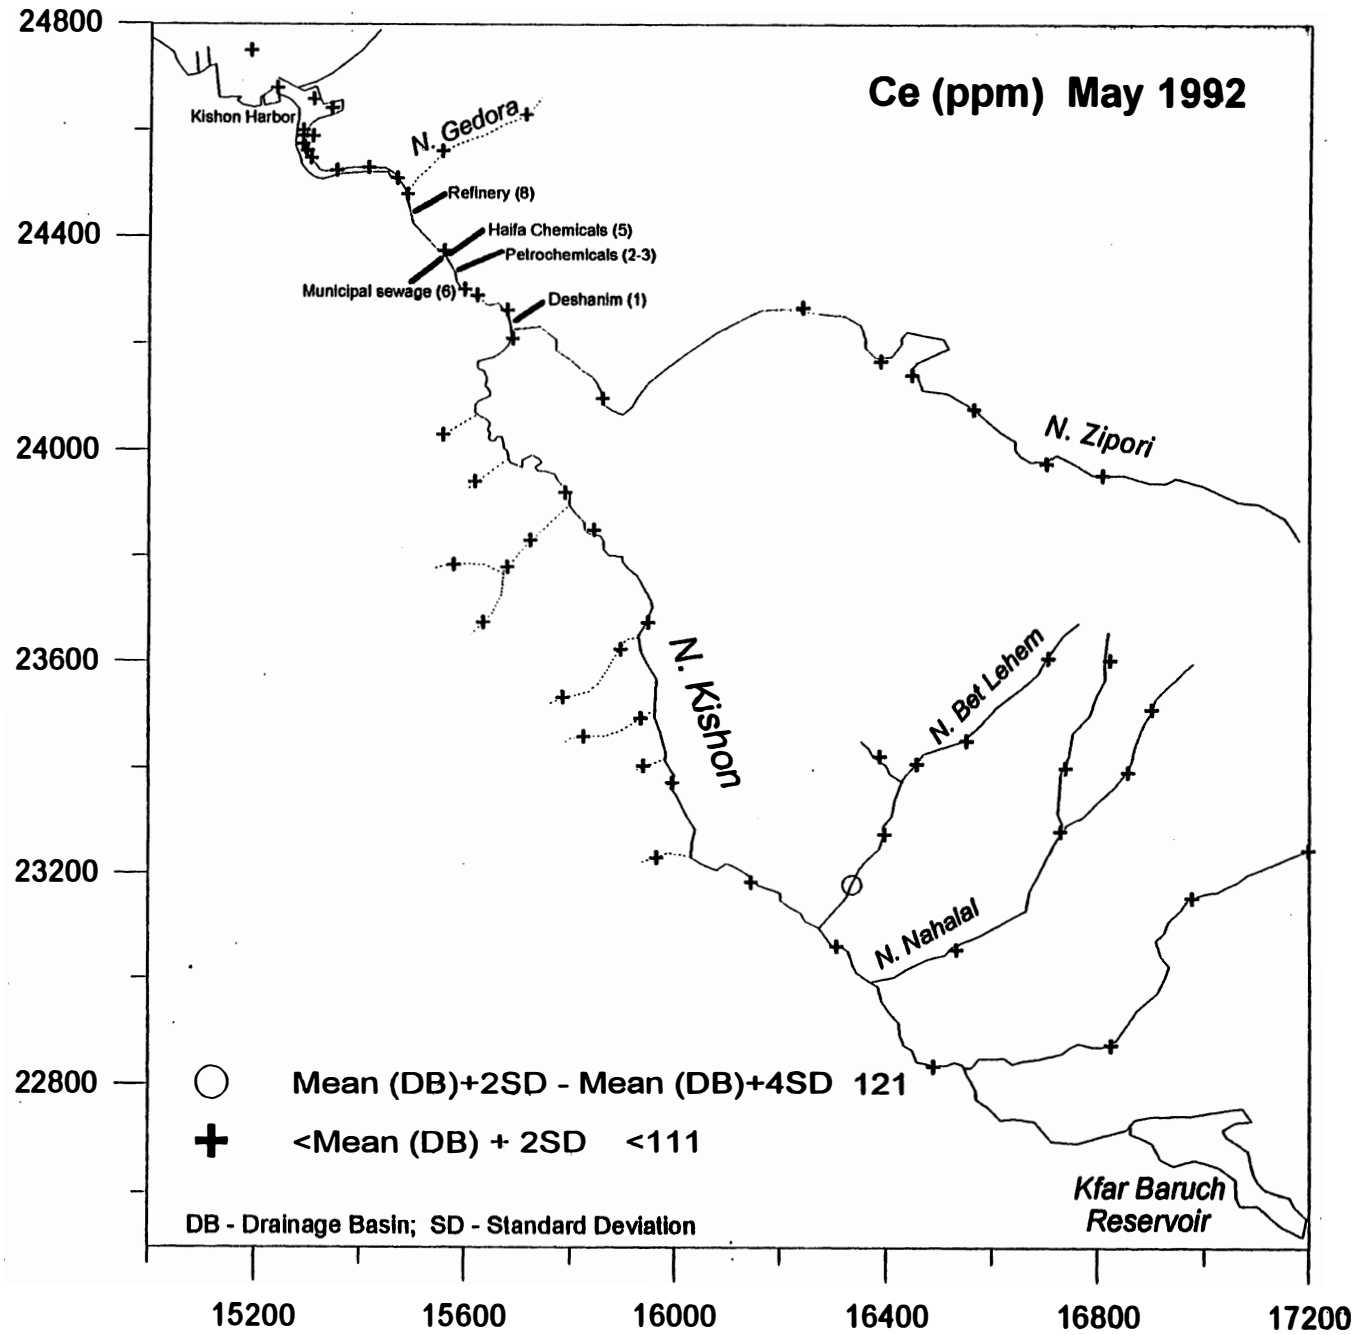 24800
Ce (ppm) May 1992
Kishon Harbor
N. Gedora
Refinery (8)
24400
Haifa Chemicals (5)
Petrochemicals (2-3)
Municipal sewage (6)
Deshanim (1)
24000
N. Zipori
23600
N. Kishon
N. Bet Lehem
23200
N. Nahalal
22800
Mean (DB)+2SD - Mean (DB)+4SD 121
<Mean (DB) + 2SD <111
Kfar Baruch
Reservoir
DB - Drainage Basin; SD - Standard Deviation
15200 15600 16000 16400 16800 17200